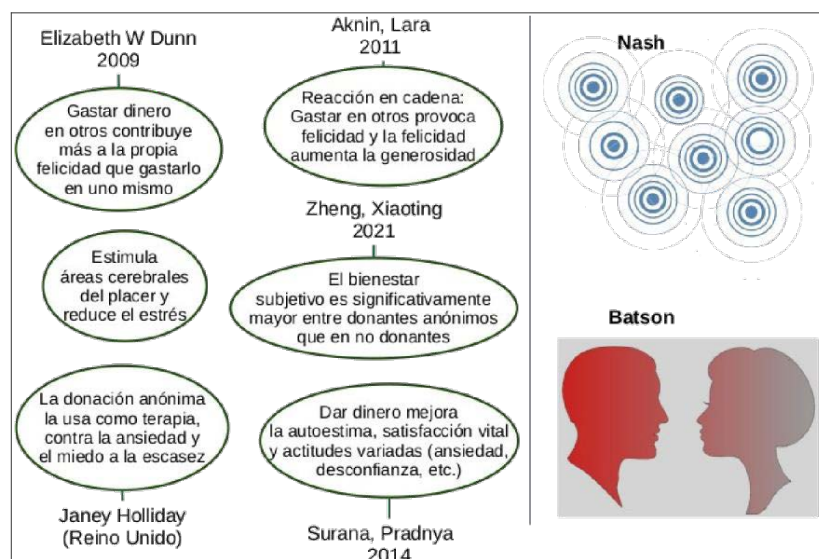 Elizabeth W Dunn
2009
Gastar dinero
en otros contribuye
más a la propia
felicidad que gastarlo
en uno mismo
Estimula
áreas cerebrales
del placer y
reduce el estrés
La donación anónima
la usa como terapia,
contra la ansiedad y
el miedo a la escasez
Janey Holliday
(Reino Unido)
Aknin, Lara
2011
Reacción en cadena:
Gastar en otros provoca
felicidad y la felicidad
aumenta la generosidad
Zheng, Xiaoting
2021
El bienestar
subjetivo es significativamente
mayor entre donantes anónimos
que en no donantes
Dar dinero mejora
la autoestima, satisfacción vital
y actitudes variadas (ansiedad,
desconfianza, etc.)
Surana, Pradnya
2014
Nash
Batson